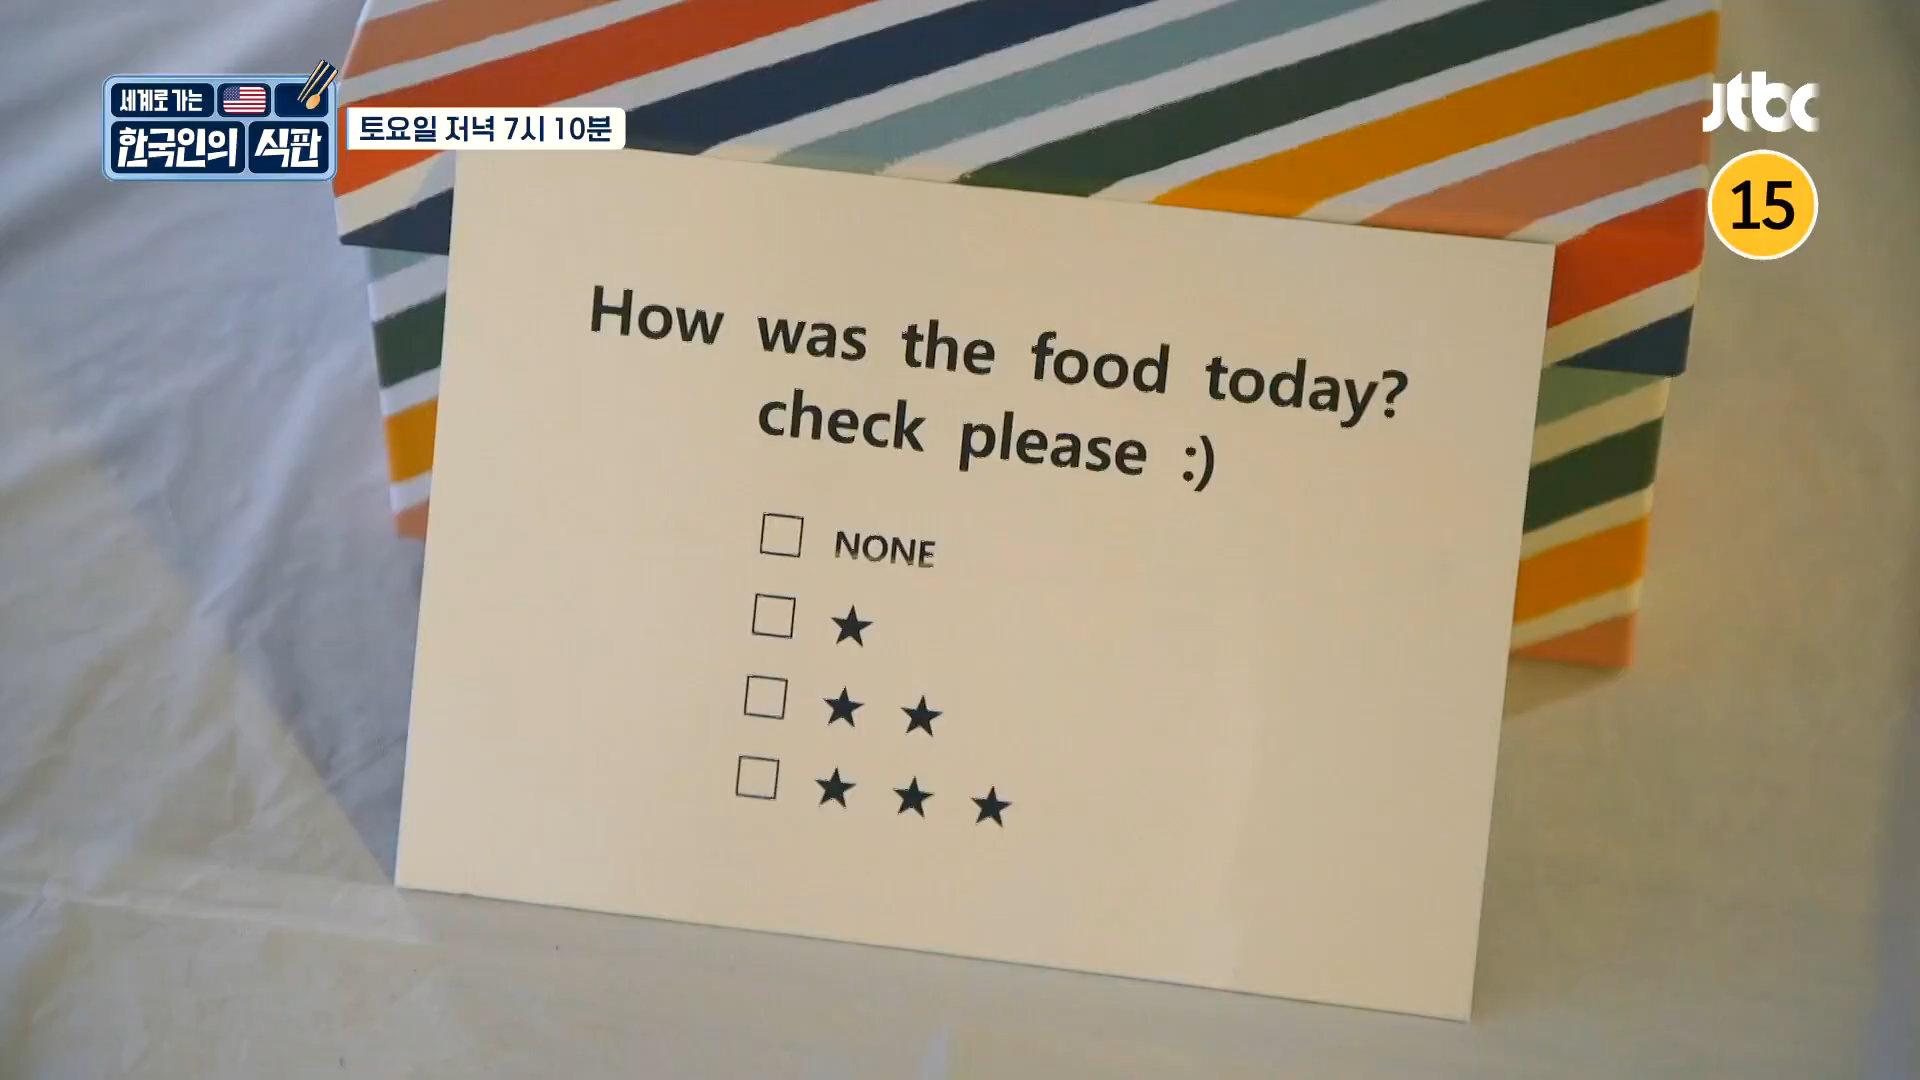 세계로 가는
한국인의 식판
토요일 저녁 7시 10분
jtbc
15
How was the food today?
check please :)
□ NONE
□ ★
□ ★ ★
□ ★ ★ ★